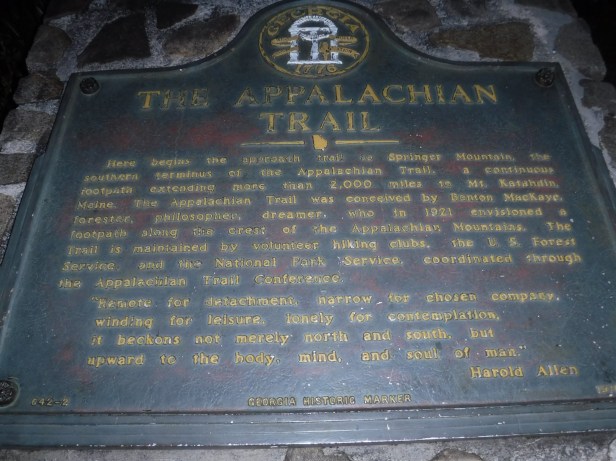 GEORGIA
1776
THE APPALACHIAN
TRAIL
Here begins the approach trail to Springer Mountain, the
southern terminus of the Appalachian Trail, a continuous
footpath extending more than 2,000 miles to Mt. Katahdin,
Maine. The Appalachian Trail was conceived by Benton MacKaye,
forester, philosopher, dreamer, who in 1921 envisioned a
footpath along the crest of the Appalachian Mountains. The
Trail is maintained by volunteer hiking clubs, the U. S. Forest
Service, and the National Park Service, coordinated through
the Appalachian Trail Conference.
"Remote for detachment, narrow for chosen company,
winding for leisure, lonely for contemplation,
it beckons not merely north and south, but
upward to the body, mind, and soul of man."
Harold Allen
042-2 GEORGIA HISTORIC MARKER